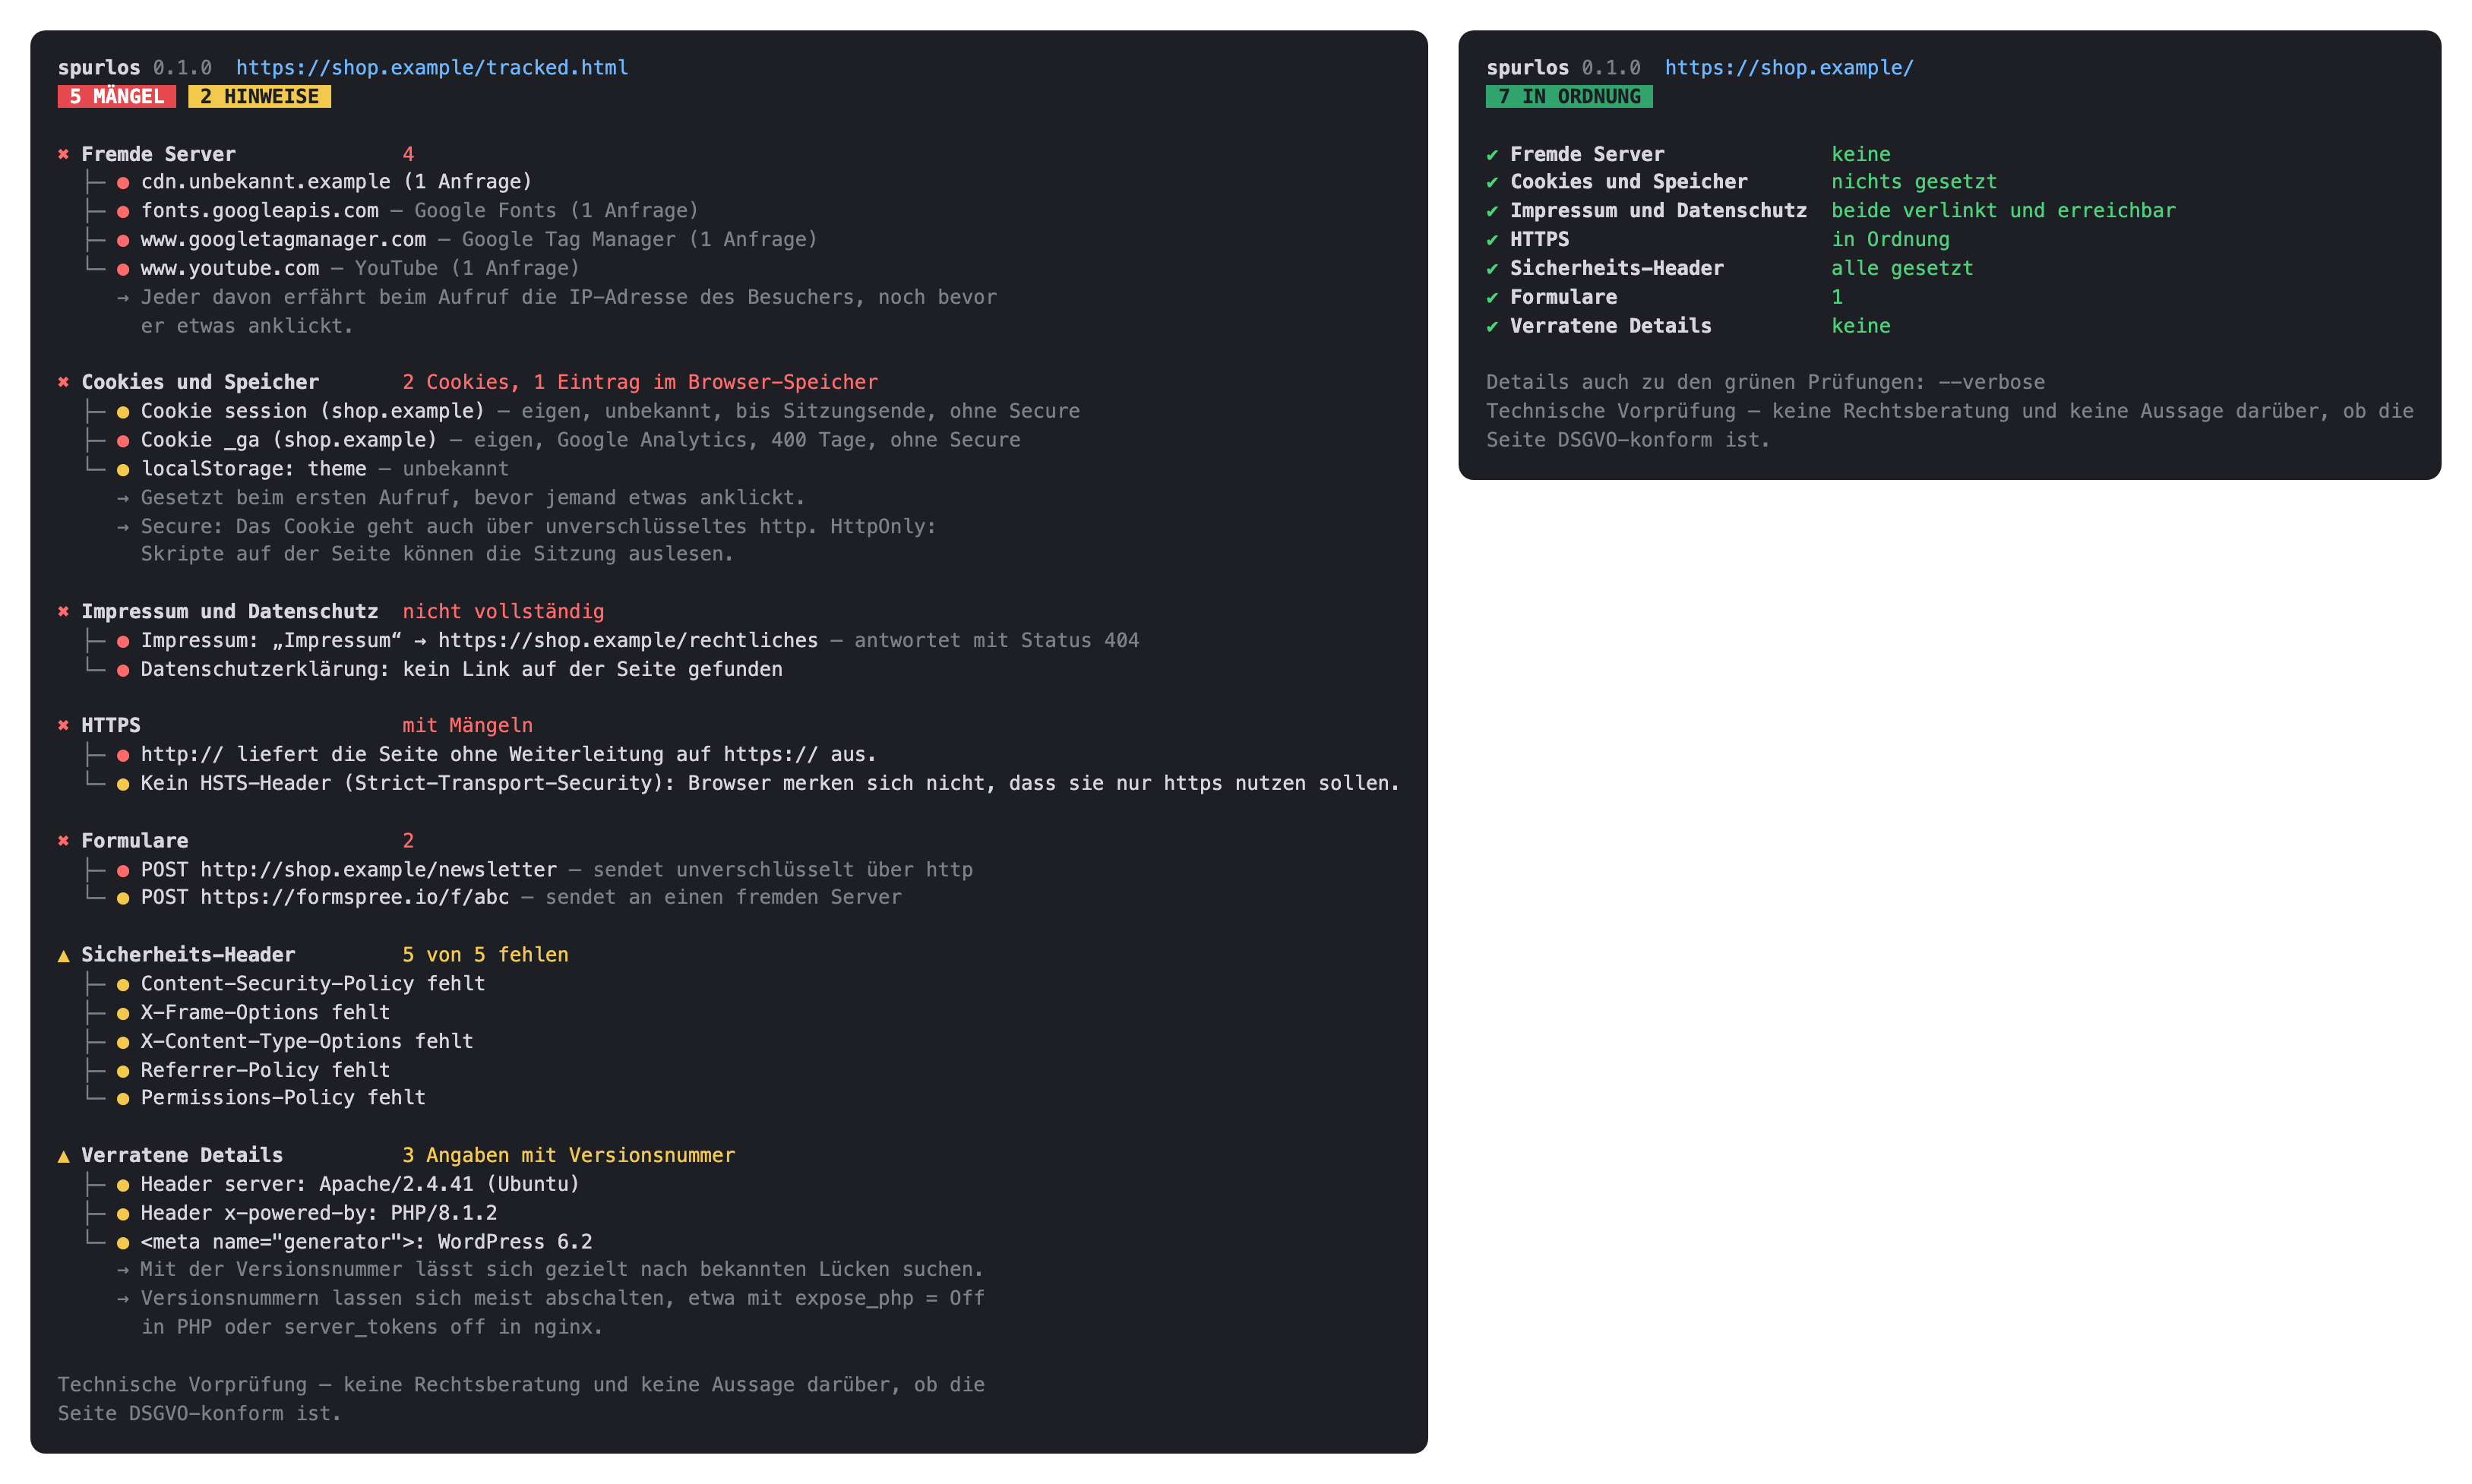 spurlos 0.1.0  https://shop.example/tracked.html
5 MÄNGEL  2 HINWEISE
✖ Fremde Server  4
├─ ● cdn.unbekannt.example (1 Anfrage)
├─ ● fonts.googleapis.com — Google Fonts (1 Anfrage)
├─ ● www.googletagmanager.com — Google Tag Manager (1 Anfrage)
└─ ● www.youtube.com — YouTube (1 Anfrage)
→ Jeder davon erfährt beim Aufruf die IP-Adresse des Besuchers, noch bevor
er etwas anklickt.
✖ Cookies und Speicher  2 Cookies, 1 Eintrag im Browser-Speicher
├─ ● Cookie session (shop.example) — eigen, unbekannt, bis Sitzungsende, ohne Secure
├─ ● Cookie _ga (shop.example) — eigen, Google Analytics, 400 Tage, ohne Secure
└─ ● localStorage: theme — unbekannt
→ Gesetzt beim ersten Aufruf, bevor jemand etwas anklickt.
→ Secure: Das Cookie geht auch über unverschlüsseltes http. HttpOnly:
Skripte auf der Seite können die Sitzung auslesen.
✖ Impressum und Datenschutz  nicht vollständig
├─ ● Impressum: „Impressum“ → https://shop.example/rechtliches — antwortet mit Status 404
└─ ● Datenschutzerklärung: kein Link auf der Seite gefunden
✖ HTTPS  mit Mängeln
├─ ● http:// liefert die Seite ohne Weiterleitung auf https:// aus.
└─ ● Kein HSTS-Header (Strict-Transport-Security): Browser merken sich nicht, dass sie nur https nutzen sollen.
✖ Formulare  2
├─ ● POST http://shop.example/newsletter — sendet unverschlüsselt über http
└─ ● POST https://formspree.io/f/abc — sendet an einen fremden Server
▲ Sicherheits-Header  5 von 5 fehlen
├─ ● Content-Security-Policy fehlt
├─ ● X-Frame-Options fehlt
├─ ● X-Content-Type-Options fehlt
├─ ● Referrer-Policy fehlt
└─ ● Permissions-Policy fehlt
▲ Verratene Details  3 Angaben mit Versionsnummer
├─ ● Header server: Apache/2.4.41 (Ubuntu)
├─ ● Header x-powered-by: PHP/8.1.2
└─ ● <meta name="generator">: WordPress 6.2
→ Mit der Versionsnummer lässt sich gezielt nach bekannten Lücken suchen.
→ Versionsnummern lassen sich meist abschalten, etwa mit expose_php = Off
in PHP oder server_tokens off in nginx.
Technische Vorprüfung — keine Rechtsberatung und keine Aussage darüber, ob die
Seite DSGVO-konform ist.
spurlos 0.1.0  https://shop.example/
7 IN ORDNUNG
✔ Fremde Server  keine
✔ Cookies und Speicher  nichts gesetzt
✔ Impressum und Datenschutz  beide verlinkt und erreichbar
✔ HTTPS  in Ordnung
✔ Sicherheits-Header  alle gesetzt
✔ Formulare  1
✔ Verratene Details  keine
Details auch zu den grünen Prüfungen: --verbose
Technische Vorprüfung — keine Rechtsberatung und keine Aussage darüber, ob die
Seite DSGVO-konform ist.